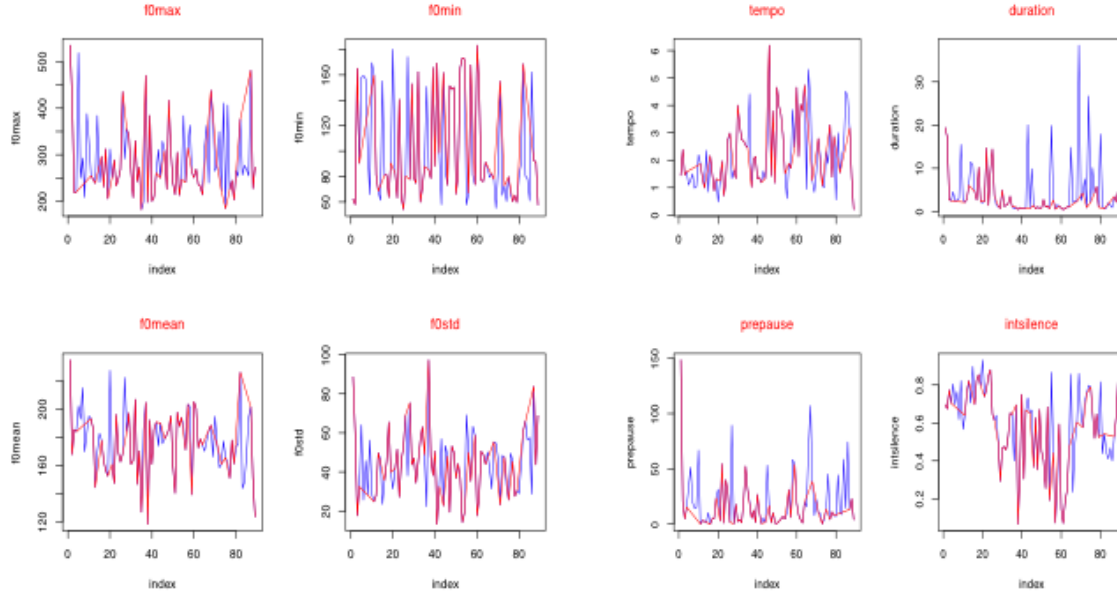 f0max
f0max
200 300 400 500
0 20 40 60 80
index
f0min
f0min
60 80 120 160
0 20 40 60 80
index
tempo
tempo
0 1 2 3 4 5 6
0 20 40 60 80
index
duration
duration
0 10 20 30
0 20 40 60 80
index
f0mean
f0mean
120 160 200
0 20 40 60 80
index
f0std
f0std
20 40 60 80 100
0 20 40 60 80
index
prepause
prepause
0 50 100 150
0 20 40 60 80
index
intsilence
intsilence
0.2 0.4 0.6 0.8
0 20 40 60 80
index